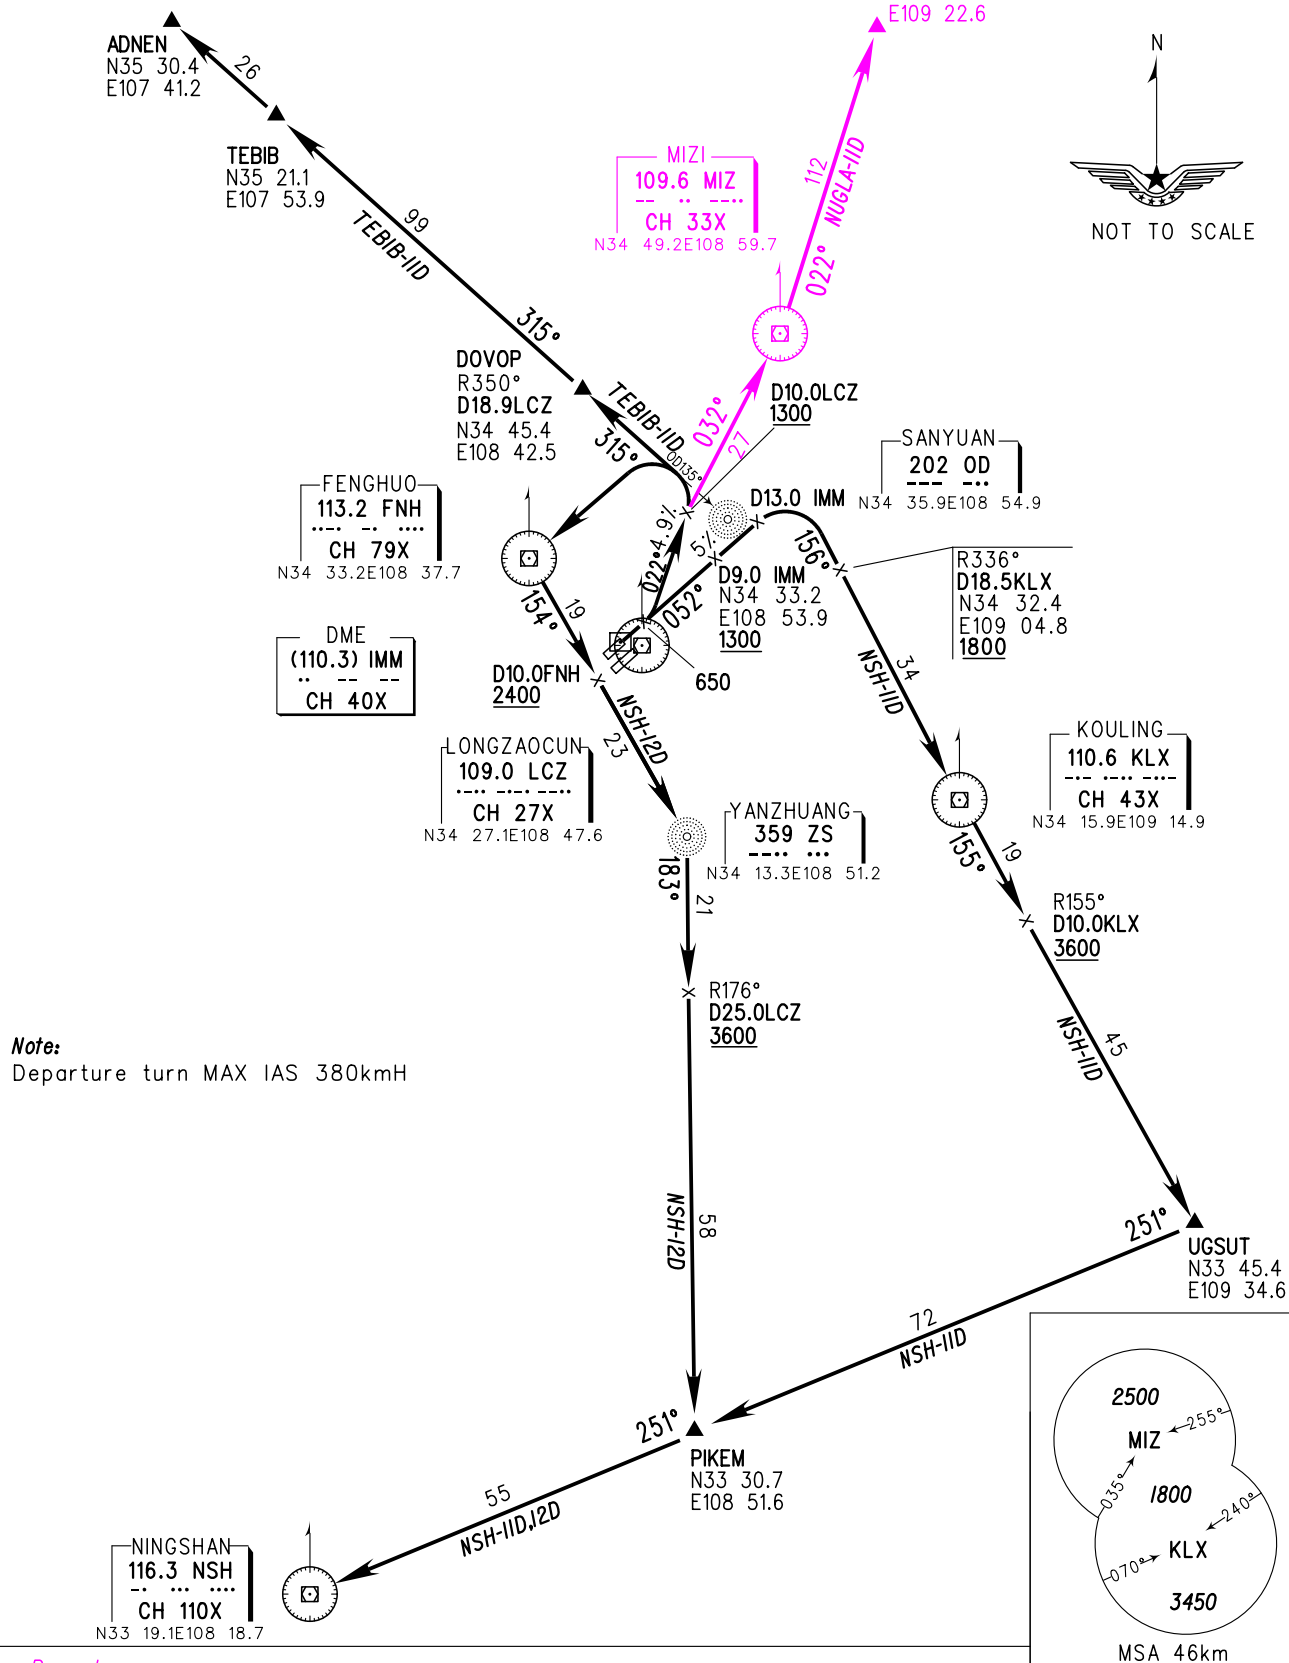 E109 22.6
ADNEN
N35 30.4
E107 41.2
26
N
TEBIB
N35 21.1
E107 53.9
99
TEBIB-11D
315°
MIZI
109.6 MIZ
CH 33X
N34 49.2E108 59.7
112
022° NUGLA-11D
NOT TO SCALE
DOVOP
R350°
D18.9LCZ
N34 45.4
E108 42.5
TEBIB-11D
315°
OD135°
032°
27
D10.0LCZ
1300
SANYUAN
202 OD
N34 35.9E108 54.9
FENGHUO
113.2 FNH
CH 79X
N34 33.2E108 37.7
D13.0 IMM
022°
4.9%
5%
052°
D9.0 IMM
N34 33.2
E108 53.9
1300
156°
R336°
D18.5KLX
N34 32.4
E109 04.8
1800
154°
19
DME
(110.3) IMM
CH 40X
D10.0FNH
2400
650
NSH-12D
23
34
NSH-11D
LONGZAOCUN
109.0 LCZ
CH 27X
N34 27.1E108 47.6
YANZHUANG
359 ZS
N34 13.3E108 51.2
KOULING
110.6 KLX
CH 43X
N34 15.9E109 14.9
183°
21
155°
19
R155°
D10.0KLX
3600
R176°
D25.0LCZ
3600
Note:
Departure turn MAX IAS 380kmH
45
NSH-11D
58
NSH-12D
251°
UGSUT
N33 45.4
E109 34.6
72
NSH-11D
251°
PIKEM
N33 30.7
E108 51.6
55
NSH-11D,12D
NINGSHAN
116.3 NSH
CH 110X
N33 19.1E108 18.7
2500
MIZ
255°
035°
1800
240°
KLX
070°
3450
MSA 46km